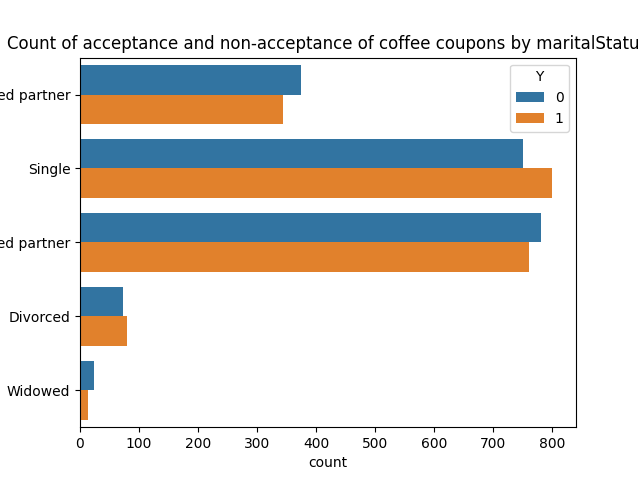 Count of acceptance and non-acceptance of coffee coupons by maritalStatu
Y
0
1
ed partner
Single
ed partner
Divorced
Widowed
0 100 200 300 400 500 600 700 800
count